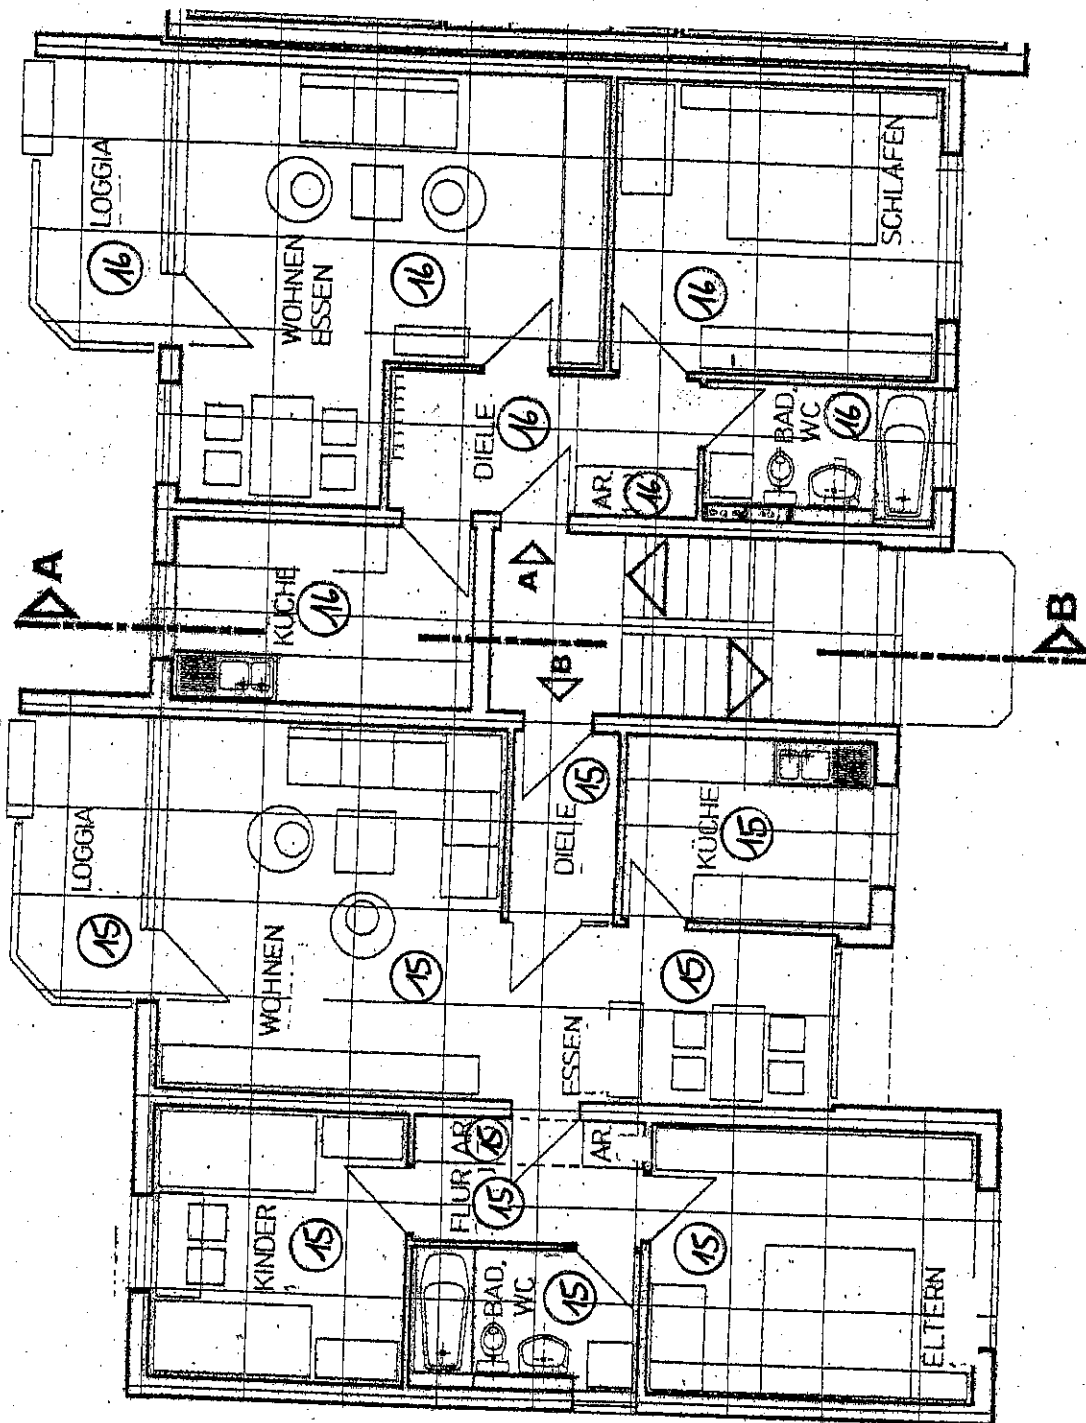 LOGGIA
16
WOHNEN
ESSEN
16
SCHLAFEN
16
DIELE
16
AR.
16
BAD,
WC
16
KÜCHE
16
A
A
B
B
LOGGIA
15
WOHNEN
15
DIELE
15
KÜCHE
15
ESSEN
15
KINDER
15
FLUR
15
AR.
15
AR.
BAD,
WC
15
ELTERN
15